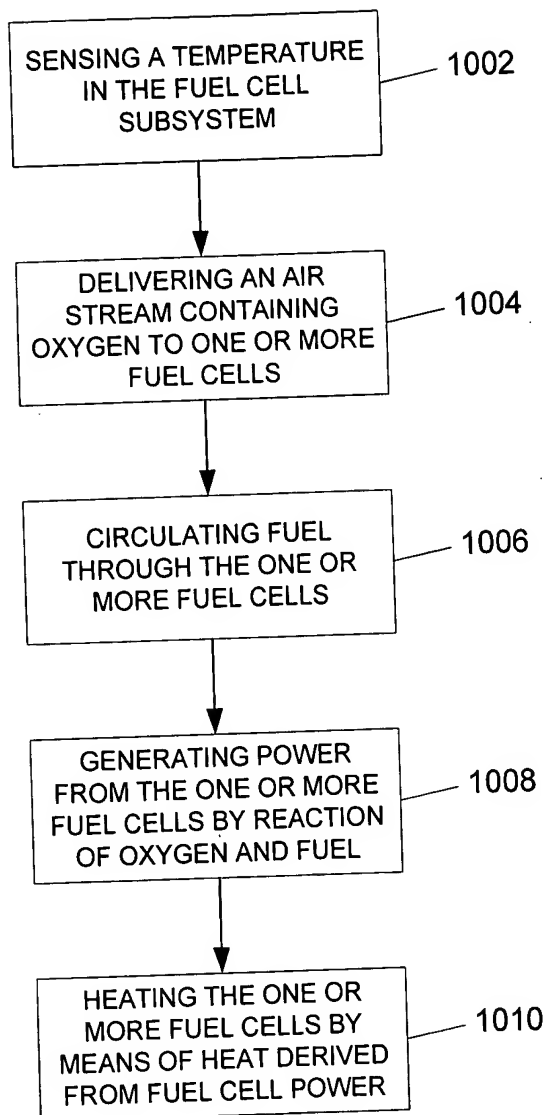 SENSING A TEMPERATURE
IN THE FUEL CELL
SUBSYSTEM
1002
DELIVERING AN AIR
STREAM CONTAINING
OXYGEN TO ONE OR MORE
FUEL CELLS
1004
CIRCULATING FUEL
THROUGH THE ONE OR
MORE FUEL CELLS
1006
GENERATING POWER
FROM THE ONE OR MORE
FUEL CELLS BY REACTION
OF OXYGEN AND FUEL
1008
HEATING THE ONE OR
MORE FUEL CELLS BY
MEANS OF HEAT DERIVED
FROM FUEL CELL POWER
1010